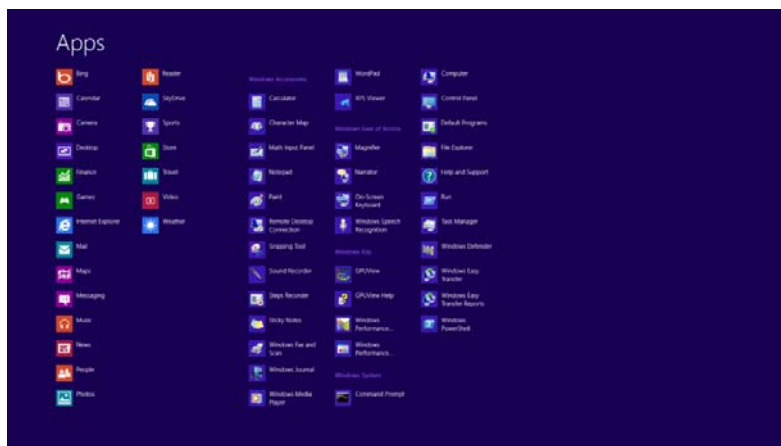 Apps
Bing
Calendar
Camera
Desktop
Finance
Games
Internet Explorer
Mail
Maps
Messaging
Music
News
People
Photos
Reader
SkyDrive
Sports
Store
Travel
Video
Weather
Windows Accessories
Calculator
Character Map
Math Input Panel
Notepad
Paint
Remote Desktop
Connection
Snipping Tool
Sound Recorder
Steps Recorder
Sticky Notes
Windows Fax and
Scan
Windows Journal
Windows Media
Player
WordPad
XPS Viewer
Windows Ease of Access
Magnifier
Narrator
On-Screen
Keyboard
Windows Speech
Recognition
Windows Kits
GPUView
GPUView Help
Windows
Performance...
Windows
Performance...
Windows System
Command Prompt
Computer
Control Panel
Default Programs
File Explorer
Help and Support
Run
Task Manager
Windows Defender
Windows Easy
Transfer
Windows Easy
Transfer Reports
Windows
PowerShell